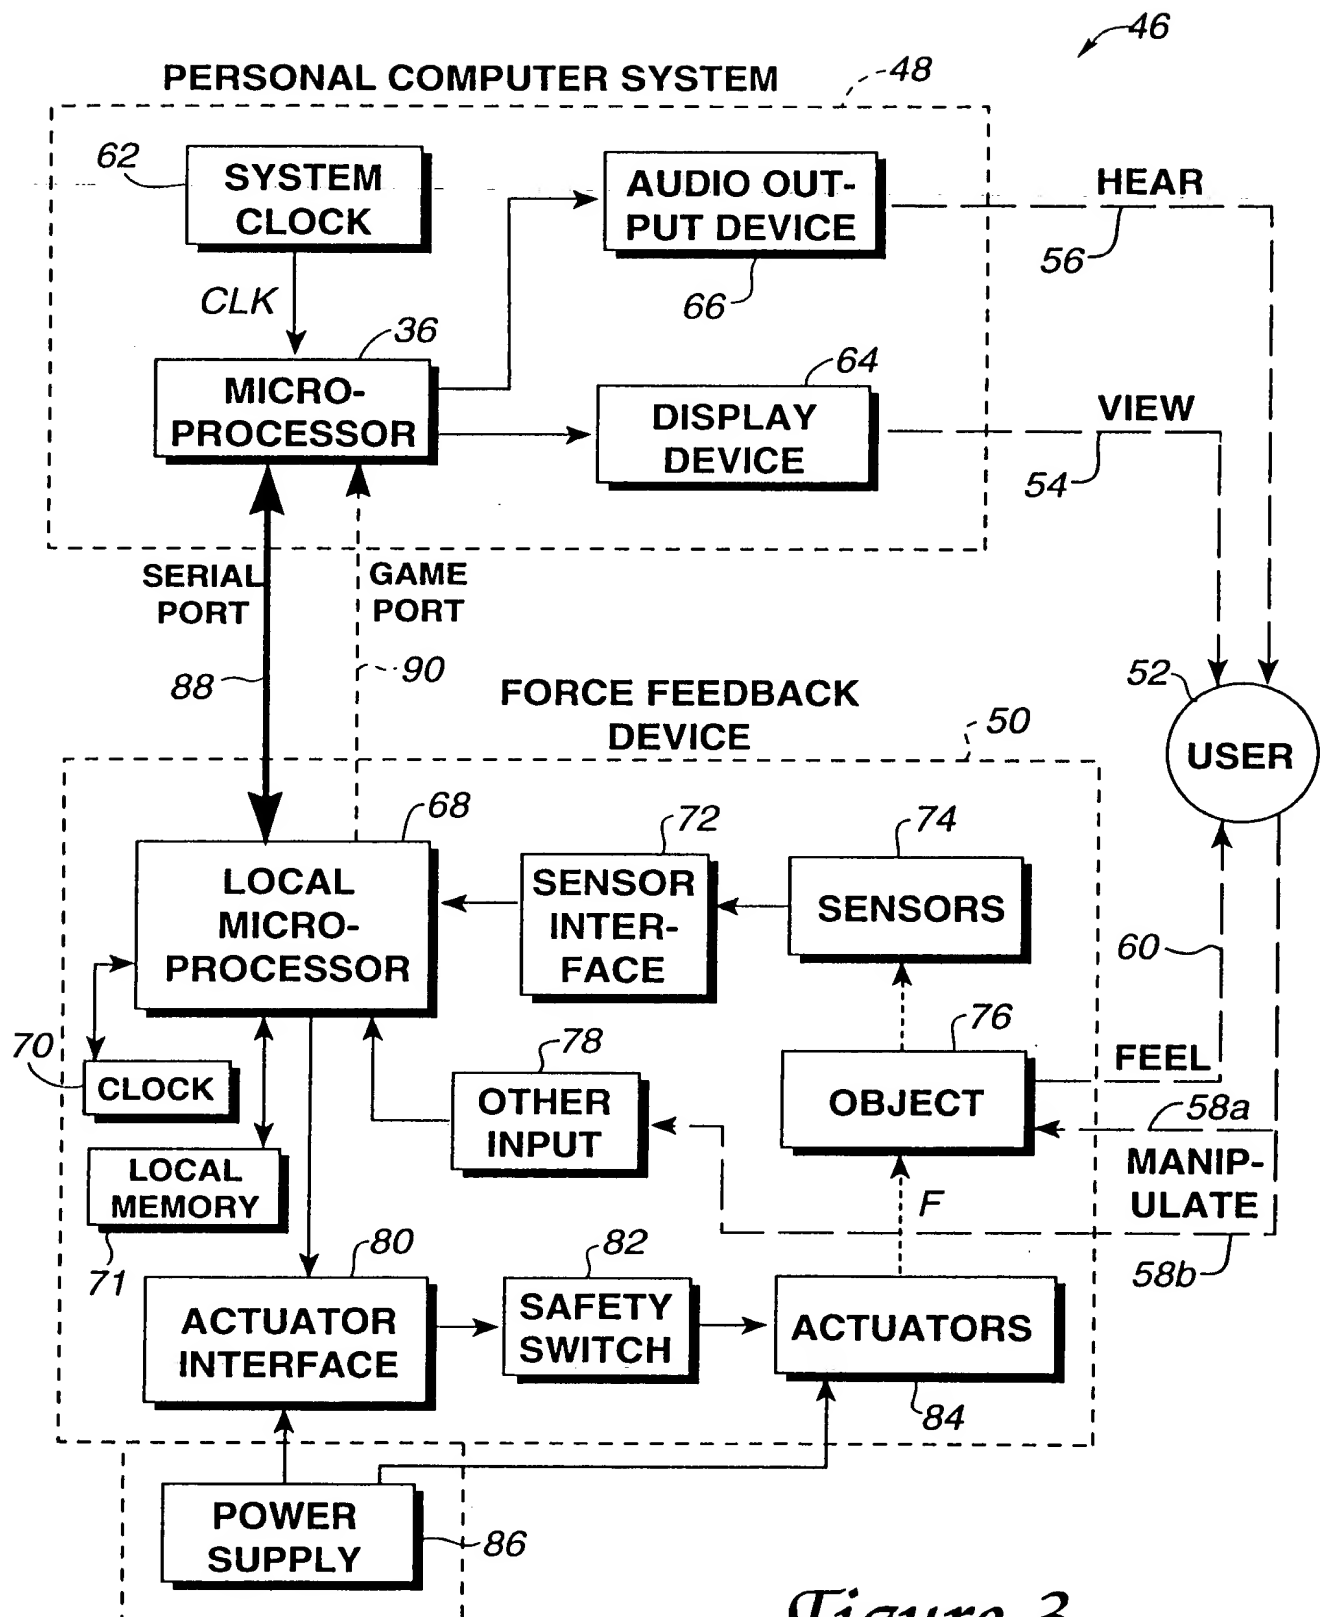 46
PERSONAL COMPUTER SYSTEM
48
62
SYSTEM
CLOCK
AUDIO OUT-
PUT DEVICE
66
HEAR
56
CLK
36
MICRO-
PROCESSOR
64
DISPLAY
DEVICE
VIEW
54
SERIAL
PORT
GAME
PORT
88
90
FORCE FEEDBACK
DEVICE
50
52
USER
68
LOCAL
MICRO-
PROCESSOR
72
SENSOR
INTER-
FACE
74
SENSORS
60
70
CLOCK
78
OTHER
INPUT
76
OBJECT
FEEL
58a
MANIP-
ULATE
58b
LOCAL
MEMORY
71
F
80
ACTUATOR
INTERFACE
82
SAFETY
SWITCH
ACTUATORS
84
POWER
SUPPLY
86
Figure 3